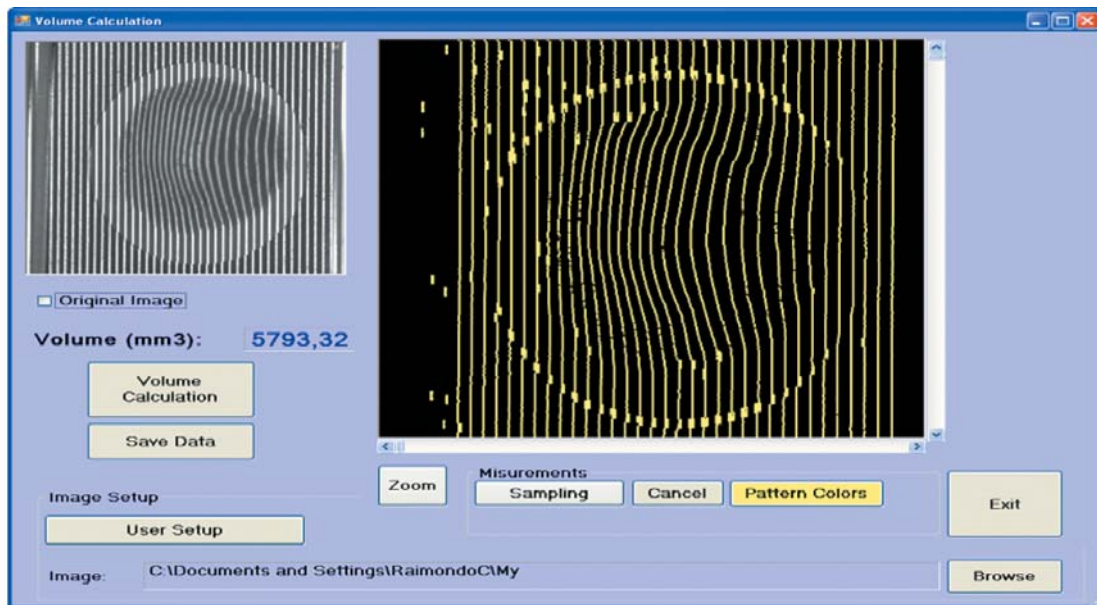 Volume Calculation
Original Image
Volume (mm3): 5793,32
Volume
Calculation
Save Data
Zoom
Misurements
Sampling Cancel Pattern Colors
Exit
Image Setup
User Setup
Image: C:\Documents and Settings\RaimondoC\My
Browse